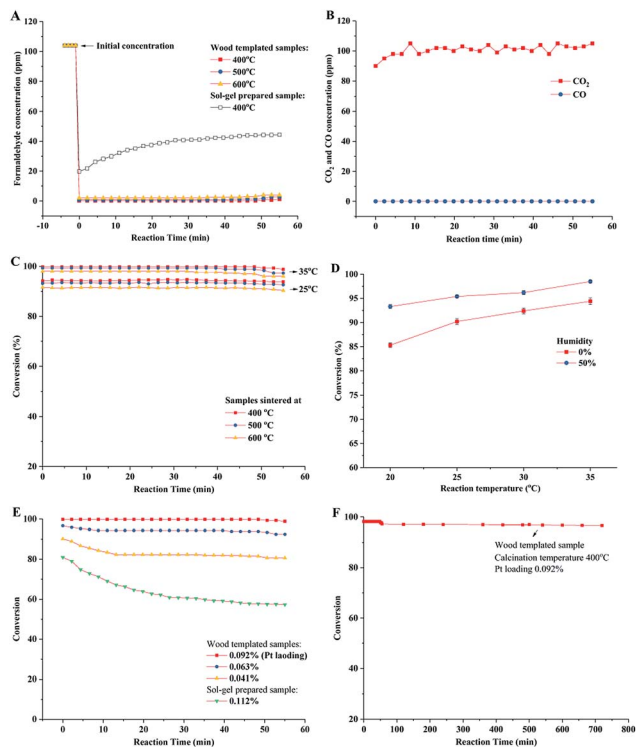 A
Formaldehyde concentration (ppm)
120
100
80
60
40
20
0
Initial concentration
Wood templated samples:
400°C
500°C
600°C
Sol-gel prepared sample:
400°C
-10 0 10 20 30 40 50 60
Reaction Time (min)
B
CO2 and CO concentration (ppm)
120
100
80
60
40
20
0
CO2
CO
0 10 20 30 40 50 60
Reaction time (min)
C
Conversion (%)
100
80
60
40
20
35°C
25°C
Samples sintered at
400 °C
500 °C
600 °C
0 10 20 30 40 50 60
Reaction Time (min)
D
Conversion (%)
100
95
90
85
80
75
70
65
60
Humidity
0%
50%
20 25 30 35
Reaction temperature (°C)
E
Conversion
100
80
60
40
20
0
Wood templated samples:
0.092% (Pt laoding)
0.063%
0.041%
Sol-gel prepared sample:
0.112%
-10 0 10 20 30 40 50 60
Reaction Time (min)
F
Conversion
100
80
60
40
20
Wood templated sample
Calcination temperature 400°C
Pt loading 0.092%
0 100 200 300 400 500 600 700 800
Reaction Time (min)